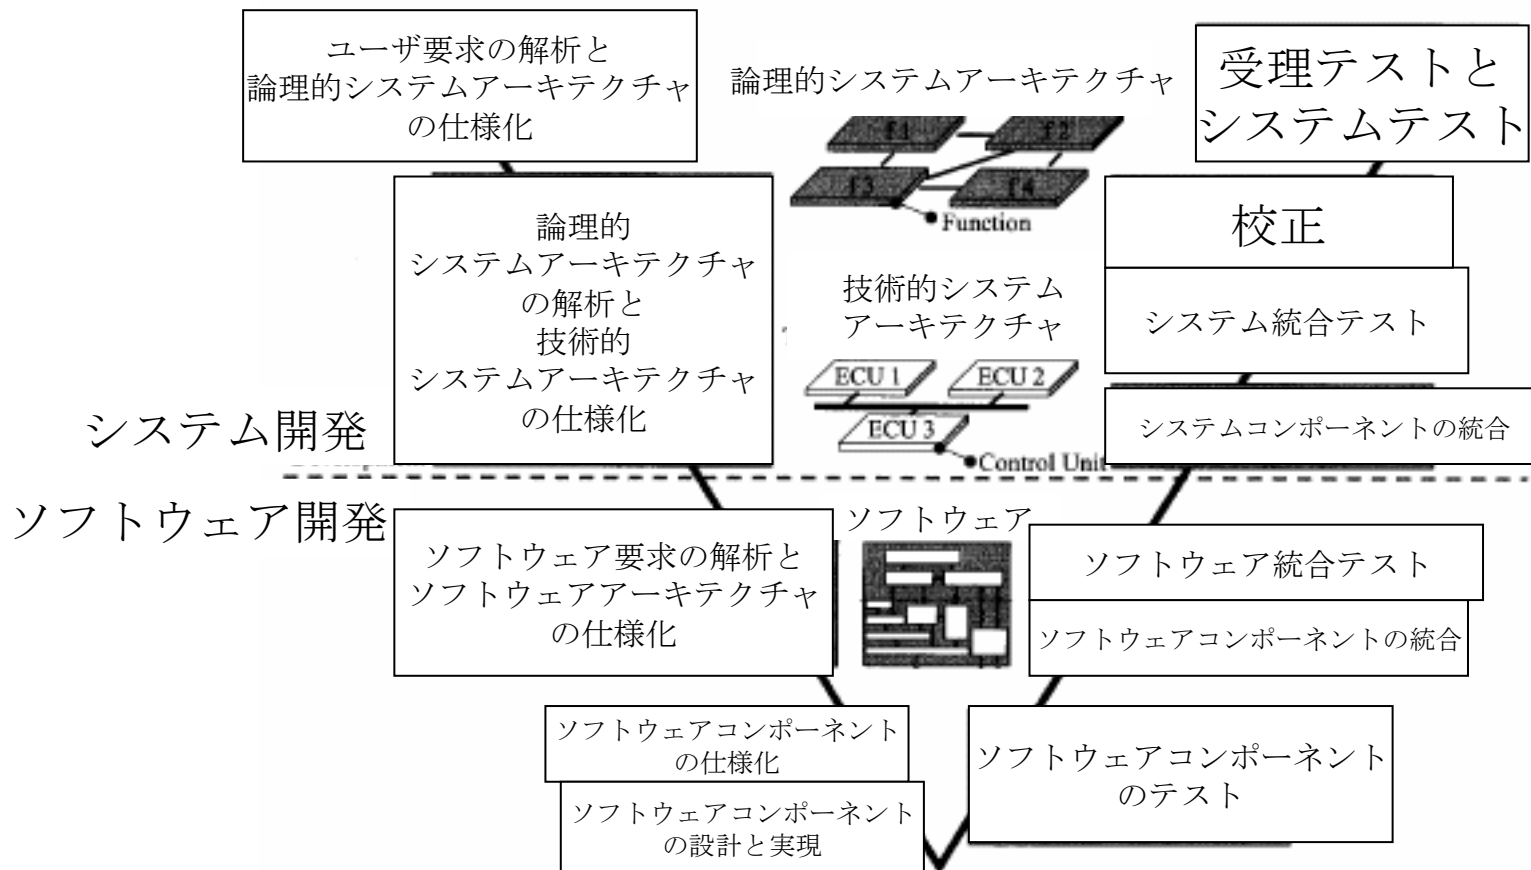 ユーザ要求の解析と
論理的システムアーキテクチャ
の仕様化
論理的システムアーキテクチャ
受理テストと
システムテスト
f1
f2
f3
f4
Function
論理的
システムアーキテクチャ
の解析と
技術的
システムアーキテクチャ
の仕様化
技術的システム
アーキテクチャ
校正
システム統合テスト
ECU 1
ECU 2
ECU 3
Control Unit
システムコンポーネントの統合
システム開発
ソフトウェア開発
ソフトウェア要求の解析と
ソフトウェアアーキテクチャ
の仕様化
ソフトウェア
ソフトウェア統合テスト
ソフトウェアコンポーネントの統合
ソフトウェアコンポーネント
の仕様化
ソフトウェアコンポーネント
の設計と実現
ソフトウェアコンポーネント
のテスト